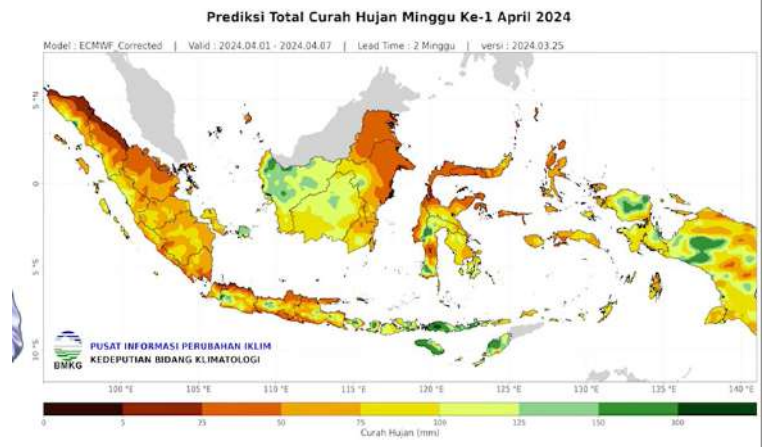 Prediksi Total Curah Hujan Minggu Ke-1 April 2024
Model : ECMWF_Corrected | Valid : 2024.04.01 - 2024.04.07 | Lead Time : 2 Minggu | versi : 2024.03.25
5 °N
0
5 °S
10 °S
BMKG
PUSAT INFORMASI PERUBAHAN IKLIM
KEDEPUTIAN BIDANG KLIMATOLOGI
100 °E 105 °E 110 °E 115 °E 120 °E 125 °E 130 °E 135 °E 140 °E
0 5 25 50 75 100 125 150 300
Curah Hujan (mm)